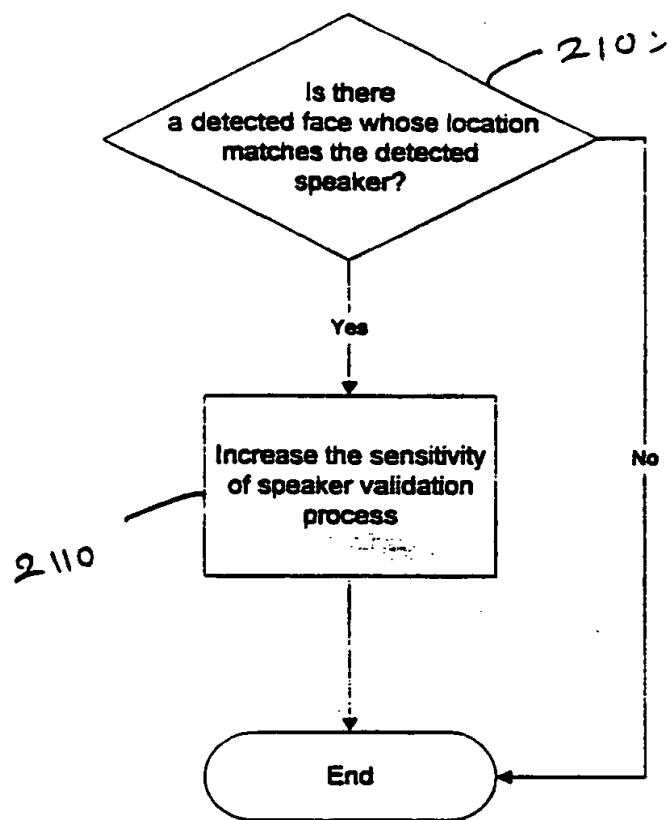 Is there
a detected face whose location
matches the detected
speaker?
Yes
No
Increase the sensitivity
of speaker validation
process
2110
End